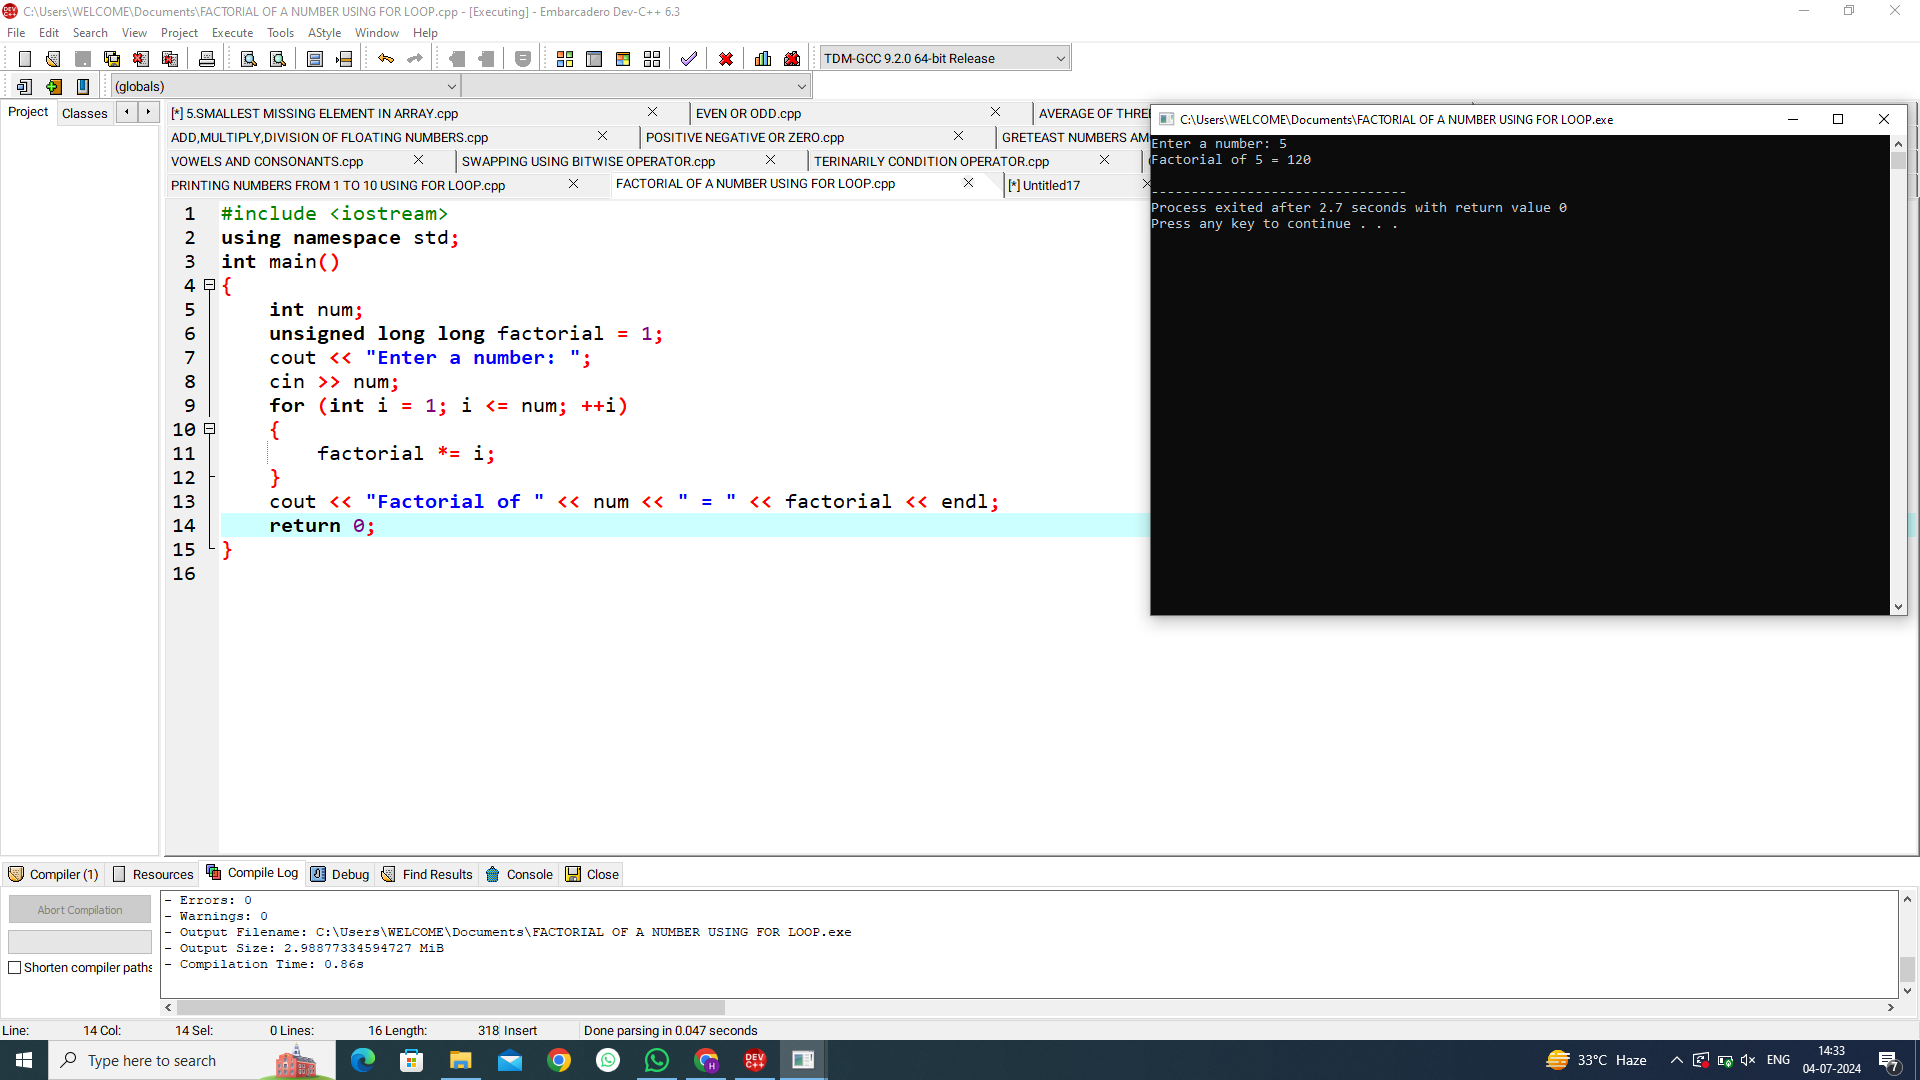 C:\Users\WELCOME\Documents\FACTORIAL OF A NUMBER USING FOR LOOP.cpp - [Executing] - Embarcadero Dev-C++ 6.3
File Edit Search View Project Execute Tools AStyle Window Help
TDM-GCC 9.2.0 64-bit Release
(globals)
Project Classes
[*] 5.SMALLEST MISSING ELEMENT IN ARRAY.cpp EVEN OR ODD.cpp AVERAGE OF THREE
ADD,MULTIPLY,DIVISION OF FLOATING NUMBERS.cpp POSITIVE NEGATIVE OR ZERO.cpp GRETEAST NUMBERS AM
VOWELS AND CONSONANTS.cpp SWAPPING USING BITWISE OPERATOR.cpp TERINARILY CONDITION OPERATOR.cpp
PRINTING NUMBERS FROM 1 TO 10 USING FOR LOOP.cpp FACTORIAL OF A NUMBER USING FOR LOOP.cpp [*] Untitled17
1 #include <iostream>
2 using namespace std;
3 int main()
4 {
5 int num;
6 unsigned long long factorial = 1;
7 cout << "Enter a number: ";
8 cin >> num;
9 for (int i = 1; i <= num; ++i)
10 {
11 factorial *= i;
12 }
13 cout << "Factorial of " << num << " = " << factorial << endl;
14 return 0;
15 }
16
C:\Users\WELCOME\Documents\FACTORIAL OF A NUMBER USING FOR LOOP.exe
Enter a number: 5
Factorial of 5 = 120
--------------------------------
Process exited after 2.7 seconds with return value 0
Press any key to continue . . .
Compiler (1) Resources Compile Log Debug Find Results Console Close
Abort Compilation
Shorten compiler paths
- Errors: 0
- Warnings: 0
- Output Filename: C:\Users\WELCOME\Documents\FACTORIAL OF A NUMBER USING FOR LOOP.exe
- Output Size: 2.98877334594727 MiB
- Compilation Time: 0.86s
Line: 14 Col: 14 Sel: 0 Lines: 16 Length: 318 Insert Done parsing in 0.047 seconds
Type here to search
33°C Haze
ENG
14:33
04-07-2024
7